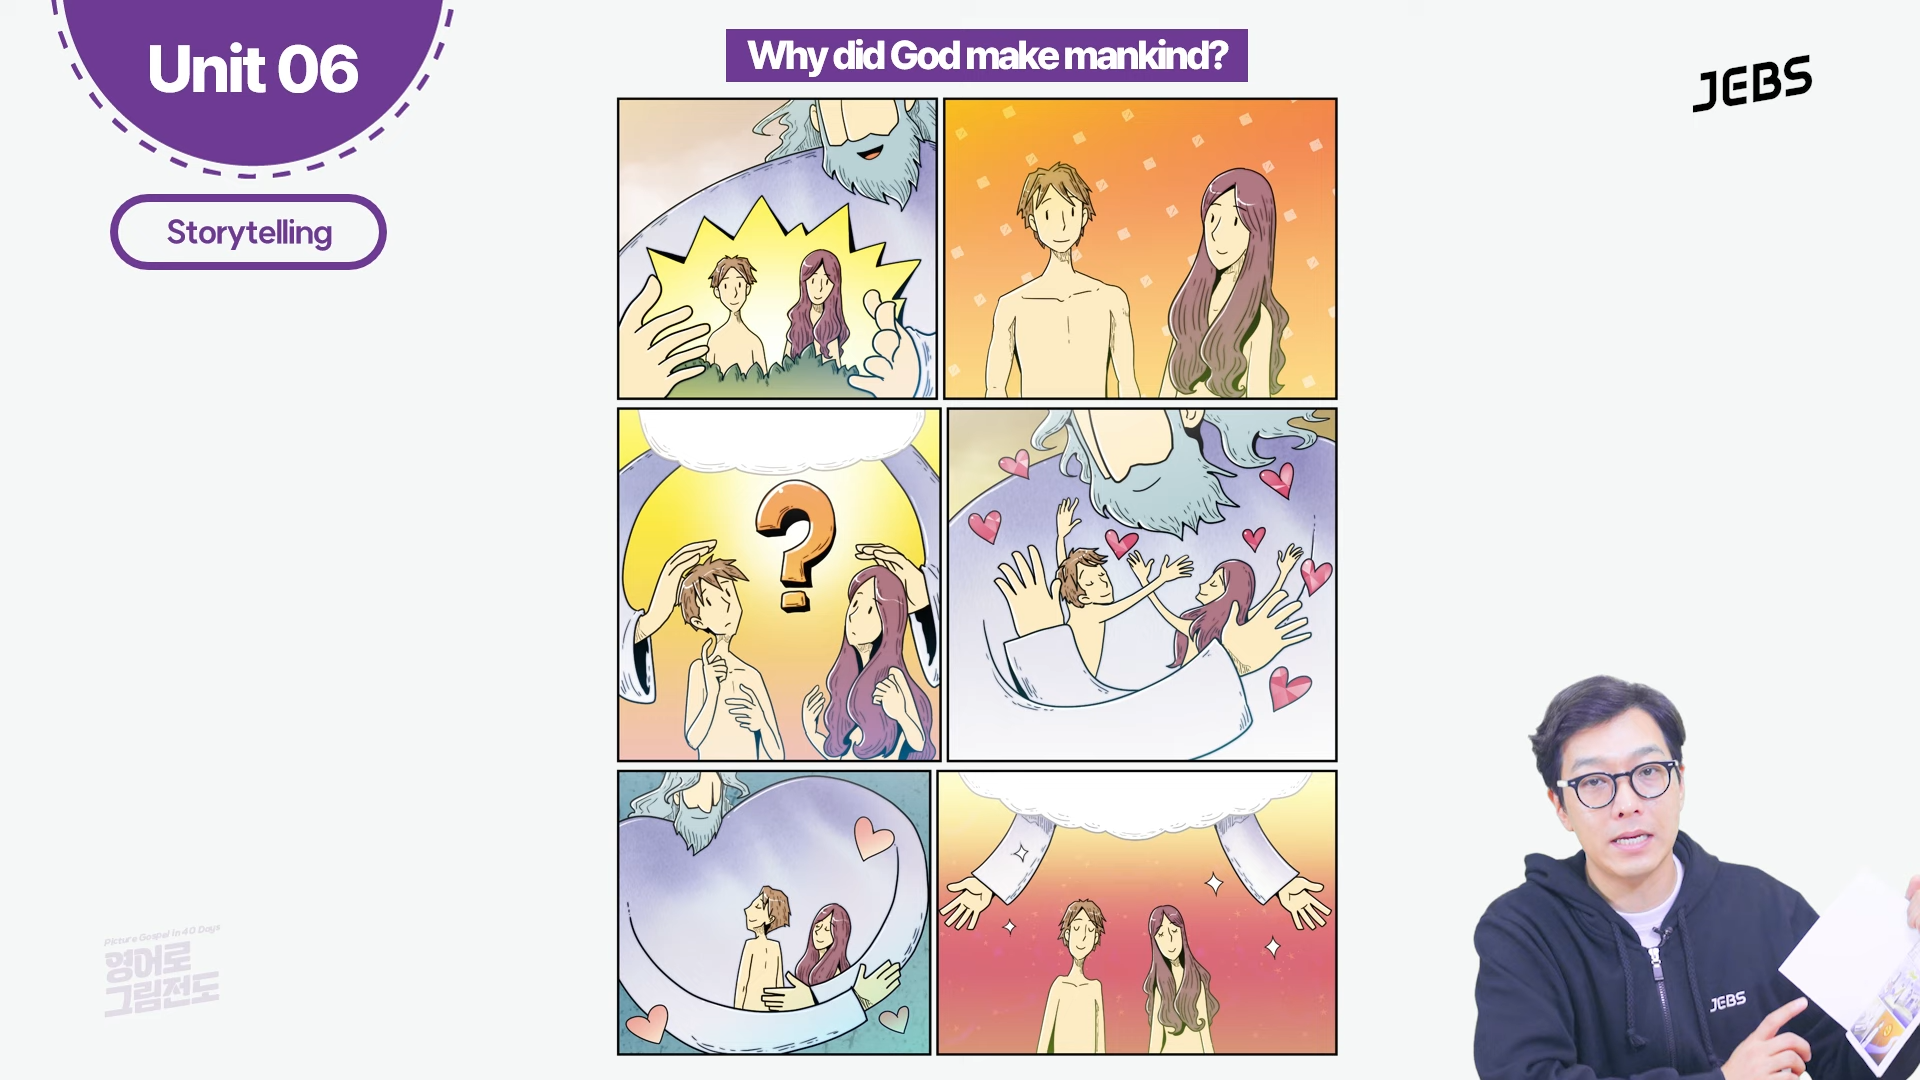 Unit 06
Storytelling
Why did God make mankind?
JEBS
?
Picture Gospel in 40 Days
영어로
그림전도
JEBS